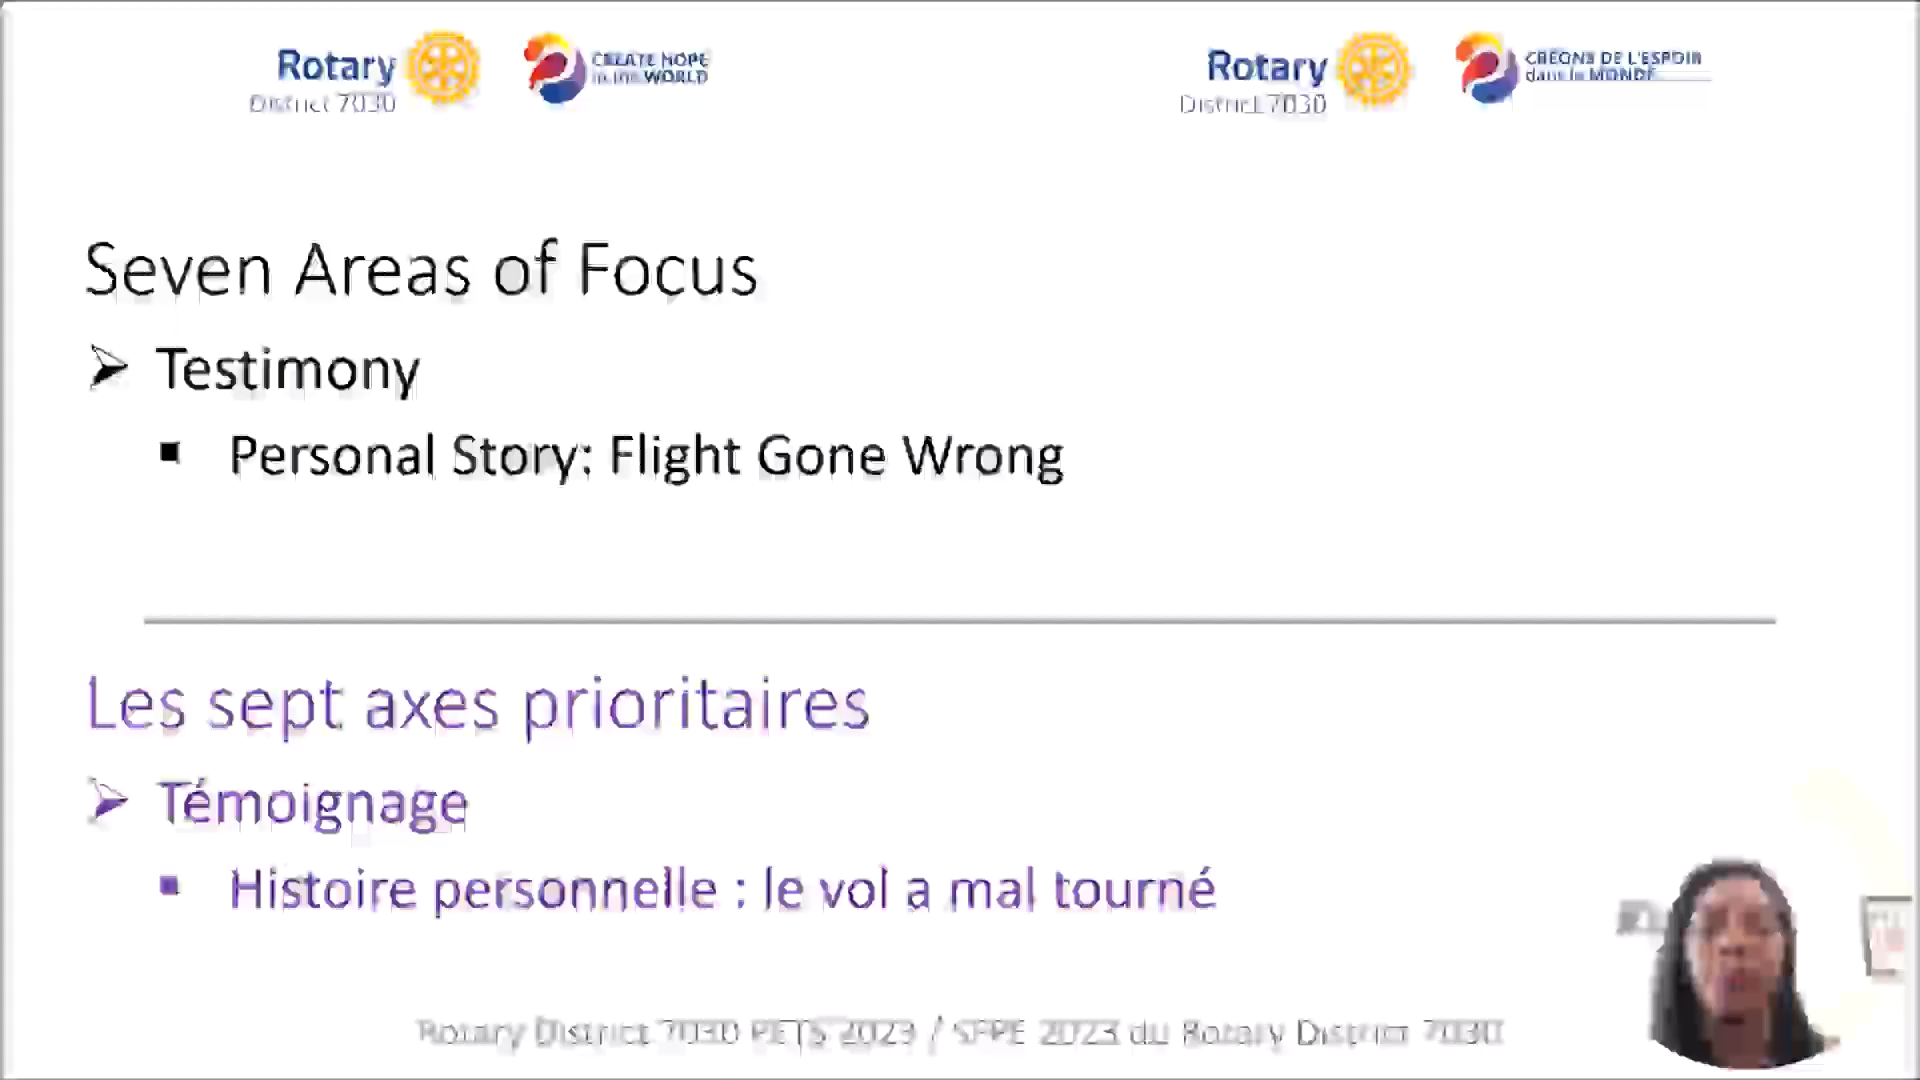 Rotary
District 7030
CREATE HOPE
in the WORLD
Rotary
District 7030
CRÉONS DE L'ESPOIR
dans le MONDE
Seven Areas of Focus
➢ Testimony
▪ Personal Story: Flight Gone Wrong
Les sept axes prioritaires
➢ Témoignage
▪ Histoire personnelle : le vol a mal tourné
Rotary District 7030 PETS 2023 / SFPE 2023 du Rotary District 7030